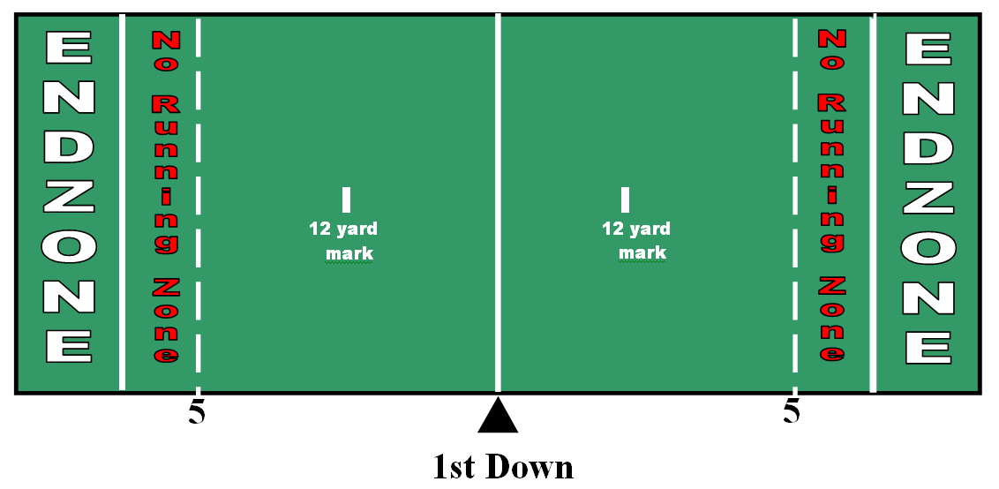 ENDZONE
No Running Zone
12 yard
mark
12 yard
mark
No Running Zone
ENDZONE
5
5
1st Down